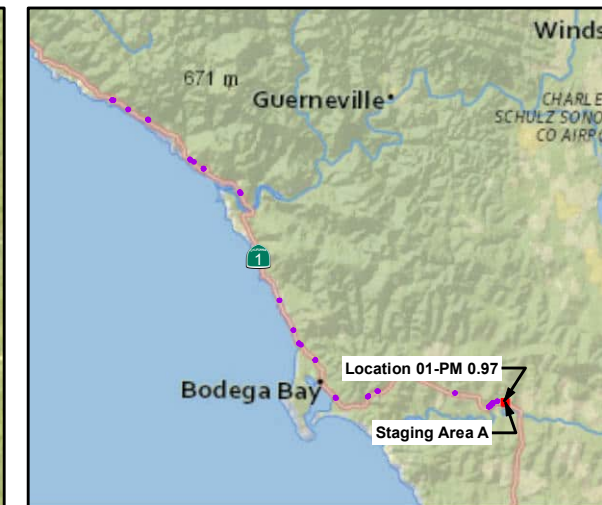 Winds
671 m
Guerneville
CHARLE
SCHULZ SONO
CO AIRPO
1
Location 01-PM 0.97
Bodega Bay
Staging Area A